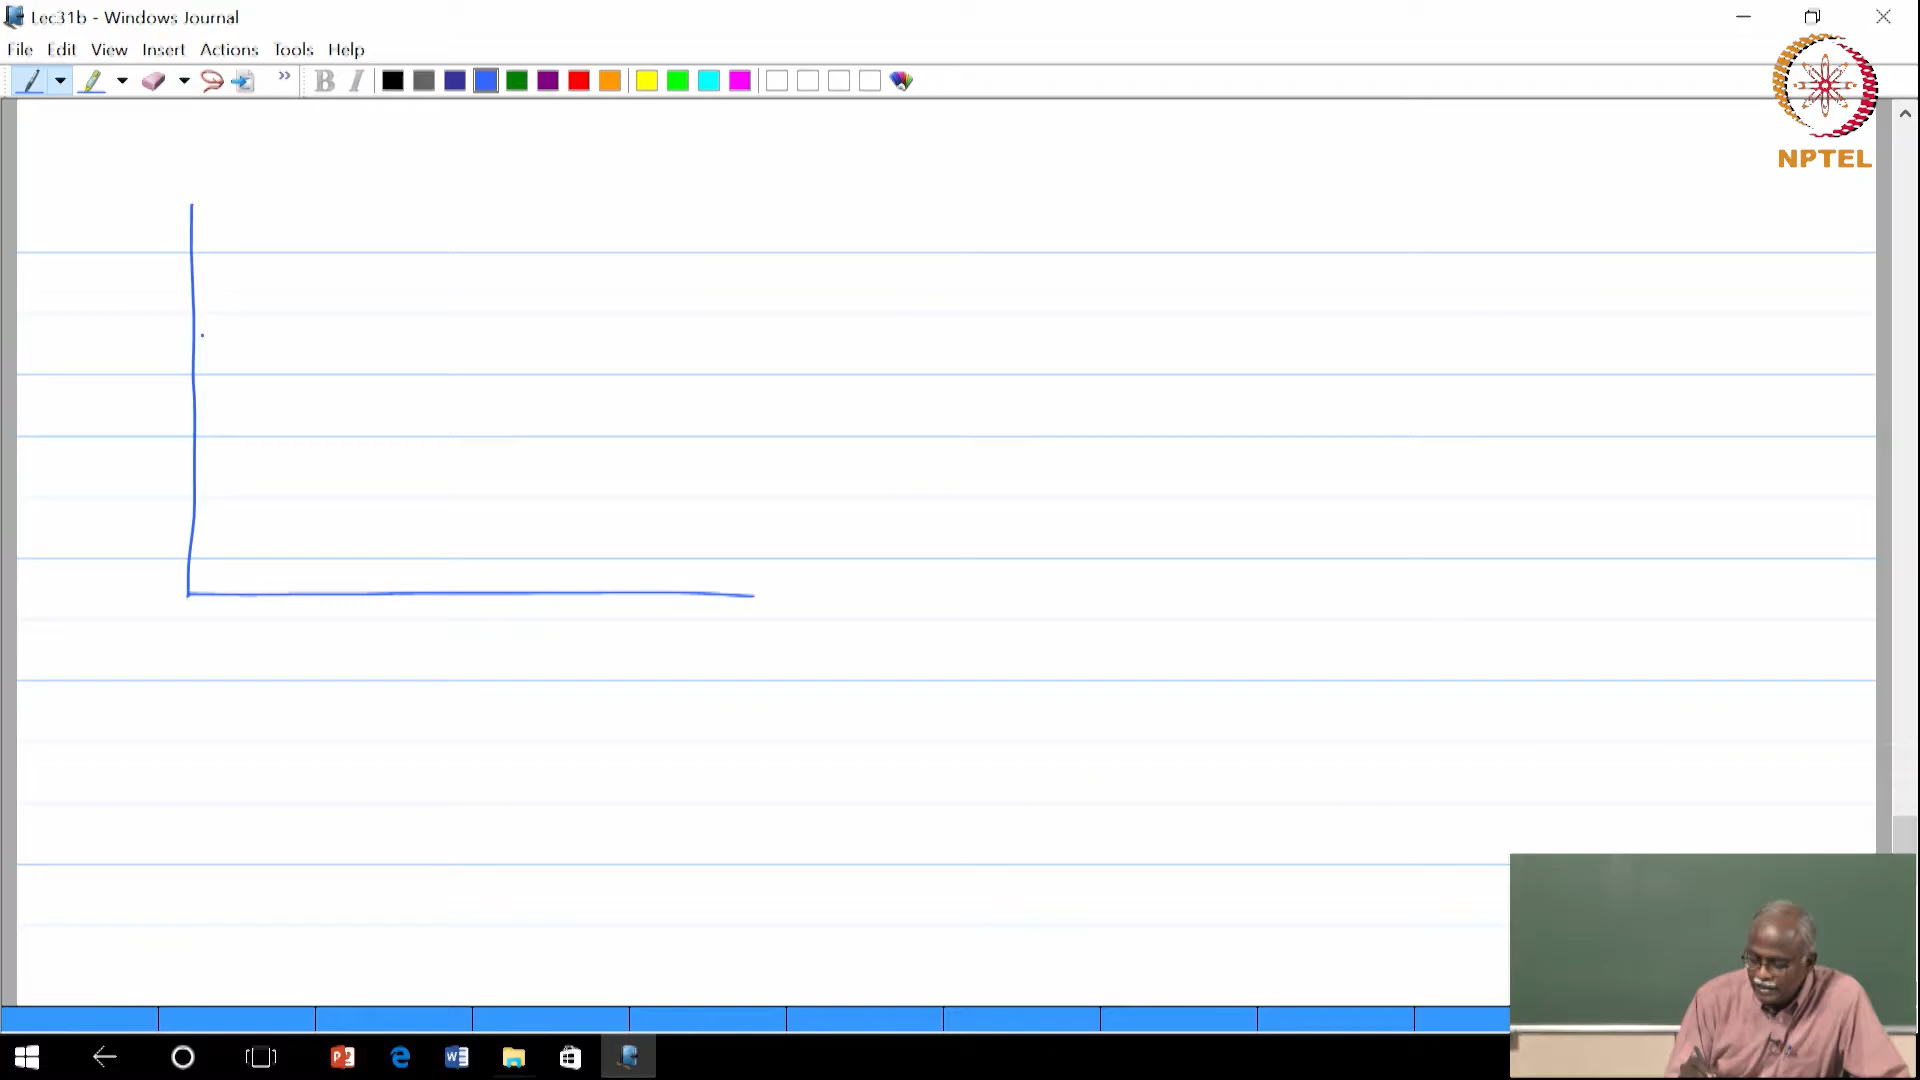 Lec31b - Windows Journal
File Edit View Insert Actions Tools Help
B I
NPTEL